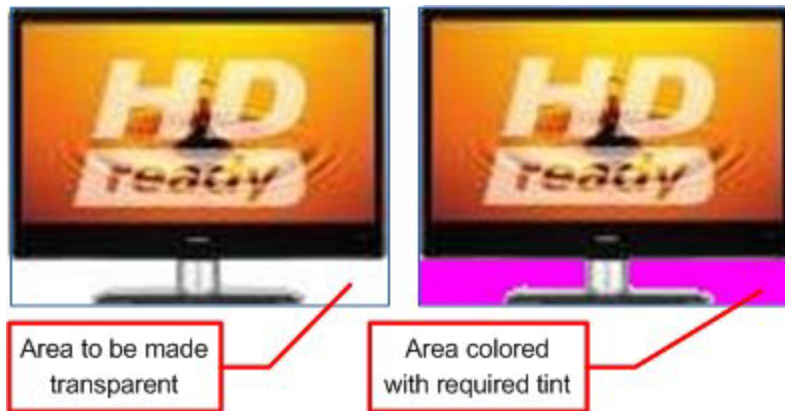 HD
ready
HD
ready
Area to be made
transparent
Area colored
with required tint